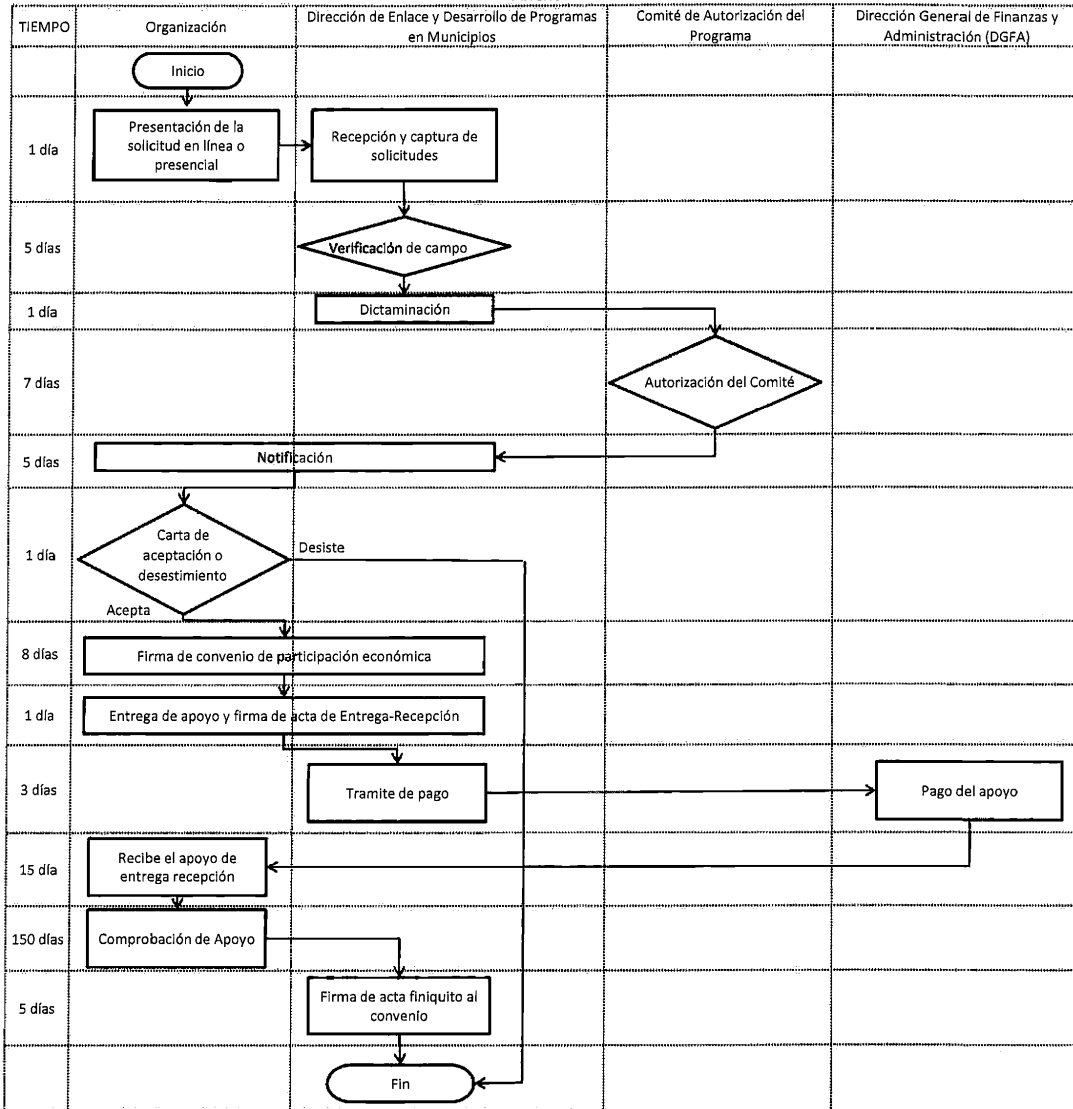 TIEMPO
Organización
Dirección de Enlace y Desarrollo de Programas
en Municipios
Comité de Autorización del
Programa
Dirección General de Finanzas y
Administración (DGFA)
Inicio
1 día
Presentación de la
solicitud en línea o
presencial
Recepción y captura de
solicitudes
5 días
Verificación de campo
1 día
Dictaminación
7 días
Autorización del Comité
5 días
Notificación
1 día
Carta de
aceptación o
desestimiento
Desiste
Acepta
8 días
Firma de convenio de participación económica
1 día
Entrega de apoyo y firma de acta de Entrega-Recepción
3 días
Tramite de pago
Pago del apoyo
15 día
Recibe el apoyo de
entrega recepción
150 días
Comprobación de Apoyo
5 días
Firma de acta finiquito al
convenio
Fin